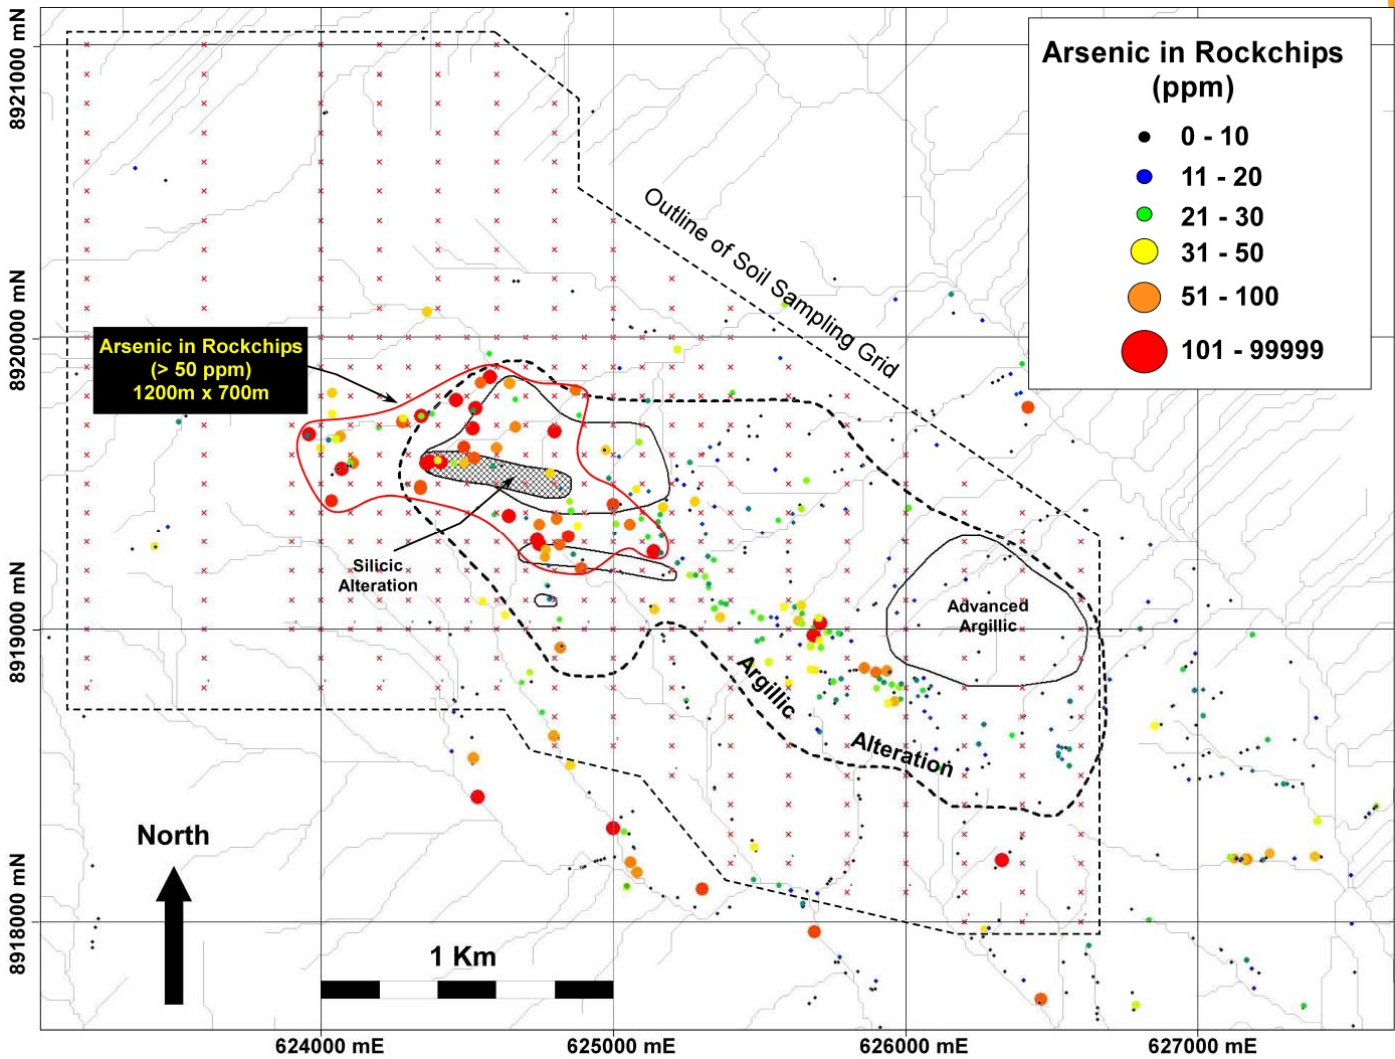 Arsenic in Rockchips
(ppm)
0 - 10
11 - 20
21 - 30
31 - 50
51 - 100
101 - 99999
8921000 mN
8920000 mN
8919000 mN
8918000 mN
Outline of Soil Sampling Grid
Arsenic in Rockchips
(> 50 ppm)
1200m x 700m
Silicic
Alteration
Advanced
Argillic
Argillic
Alteration
North
1 Km
624000 mE
625000 mE
626000 mE
627000 mE